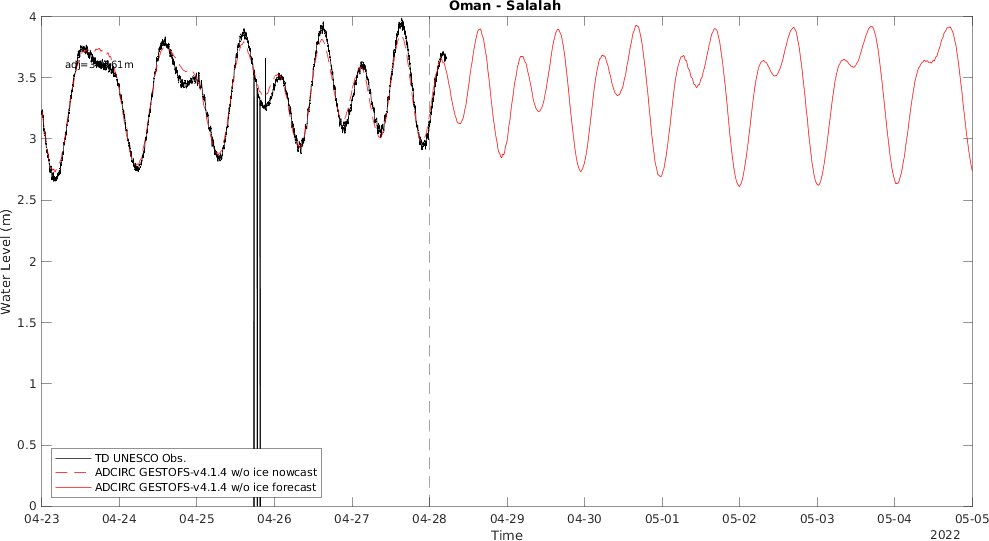 Oman - Salalah
4
3.5
3
2.5
2
1.5
1
0.5
0
Water Level (m)
TD UNESCO Obs.
ADCIRC GESTOFS-v4.1.4 w/o ice nowcast
ADCIRC GESTOFS-v4.1.4 w/o ice forecast
04-23 04-24 04-25 04-26 04-27 04-28 04-29 04-30 05-01 05-02 05-03 05-04 05-05
Time
2022